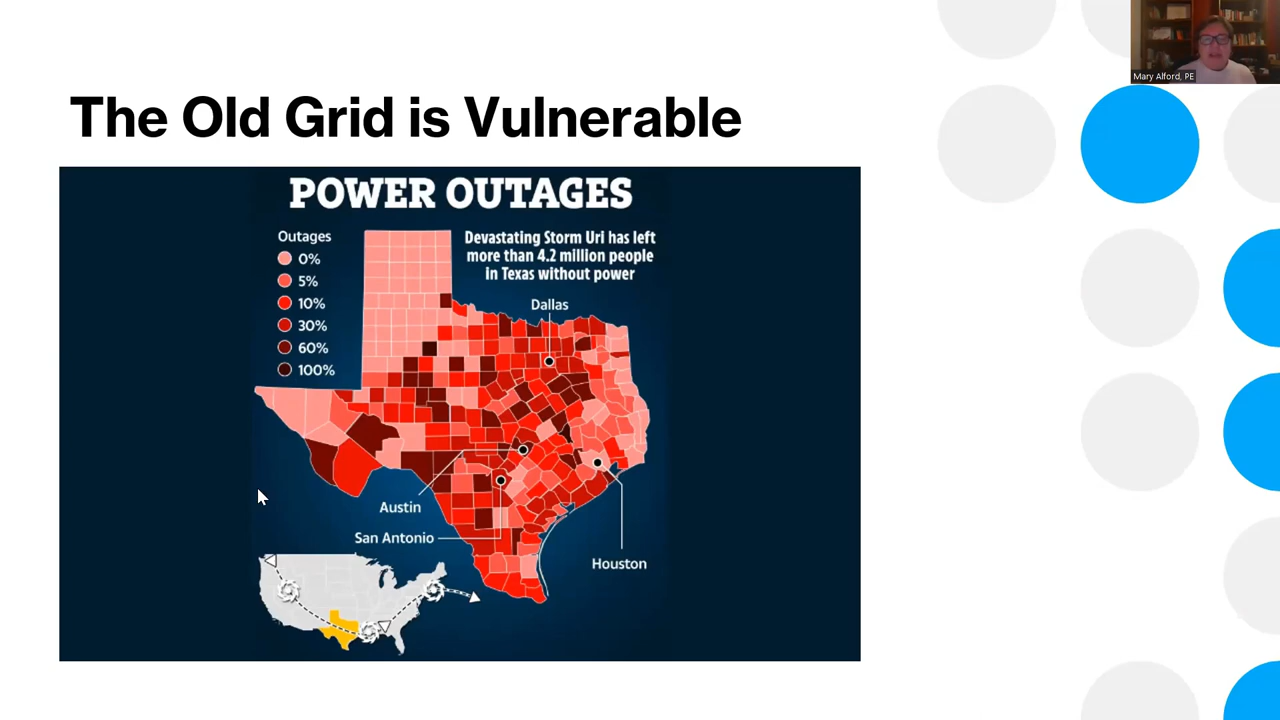 Mary Alford, PE
The Old Grid is Vulnerable
POWER OUTAGES
Outages
0%
5%
10%
30%
60%
100%
Devastating Storm Uri has left
more than 4.2 million people
in Texas without power
Dallas
Austin
San Antonio
Houston